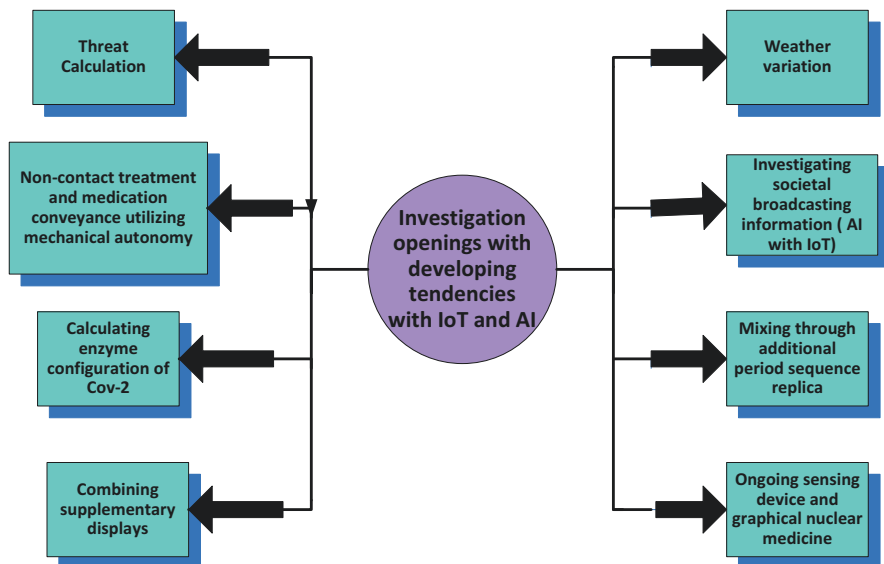 Threat
Calculation
Non-contact treatment
and medication
conveyance utilizing
mechanical autonomy
Calculating
enzyme
configuration of
Cov-2
Combining
supplementary
displays
Investigation
openings with
developing
tendencies
with IoT and AI
Weather
variation
Investigating
societal
broadcasting
information ( AI
with IoT)
Mixing through
additional
period sequence
replica
Ongoing sensing
device and
graphical nuclear
medicine